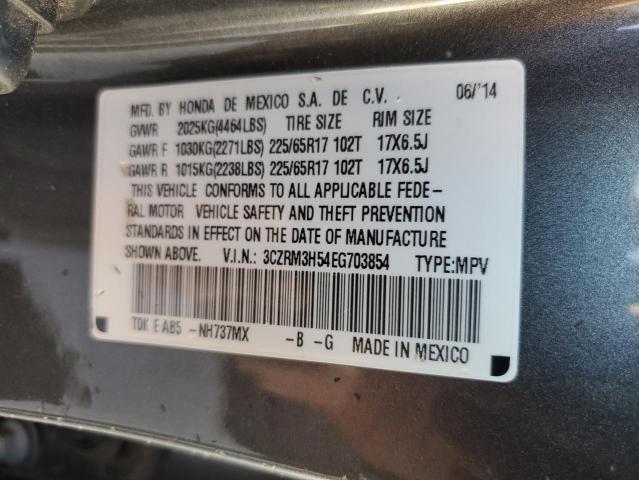 MFD. BY HONDA DE MEXICO S.A. DE C.V. 06/'14
GVWR 2025KG(4464LBS) TIRE SIZE RIM SIZE
GAWR F 1030KG(2271LBS) 225/65R17 102T 17X6.5J
GAWR R 1015KG(2238LBS) 225/65R17 102T 17X6.5J
THIS VEHICLE CONFORMS TO ALL APPLICABLE FEDE-
RAL MOTOR VEHICLE SAFETY AND THEFT PREVENTION
STANDARDS IN EFFECT ON THE DATE OF MANUFACTURE
SHOWN ABOVE. V.I.N.: 3CZRM3H54EG703854 TYPE:MPV
TDK E AB5 -NH737MX -B -G MADE IN MEXICO